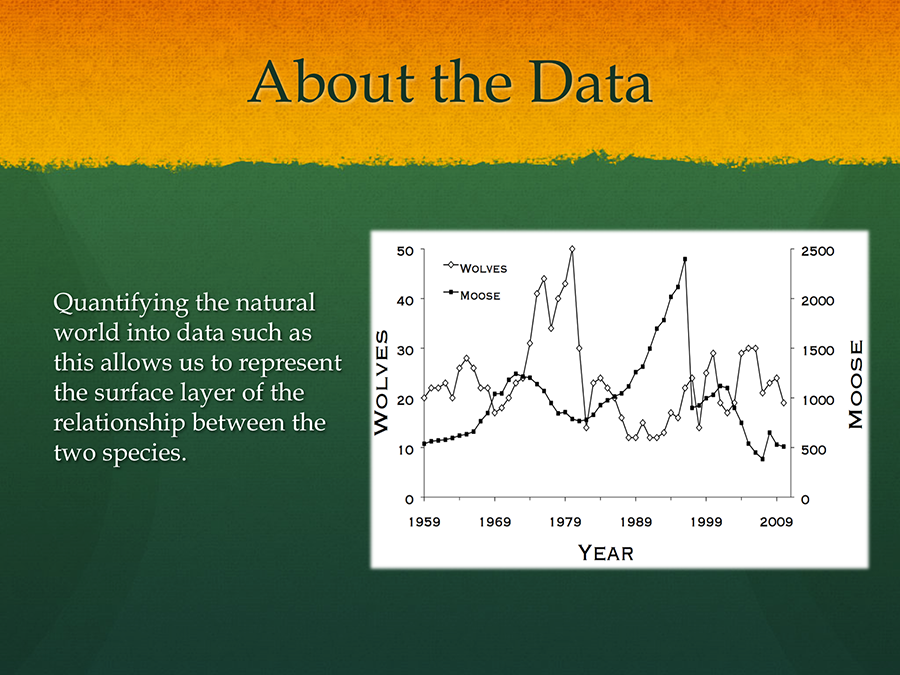 About the Data
Quantifying the natural
world into data such as
this allows us to represent
the surface layer of the
relationship between the
two species.
Wolves
Moose
50
40
30
20
10
0
Wolves
2500
2000
1500
1000
500
0
Moose
1959 1969 1979 1989 1999 2009
Year